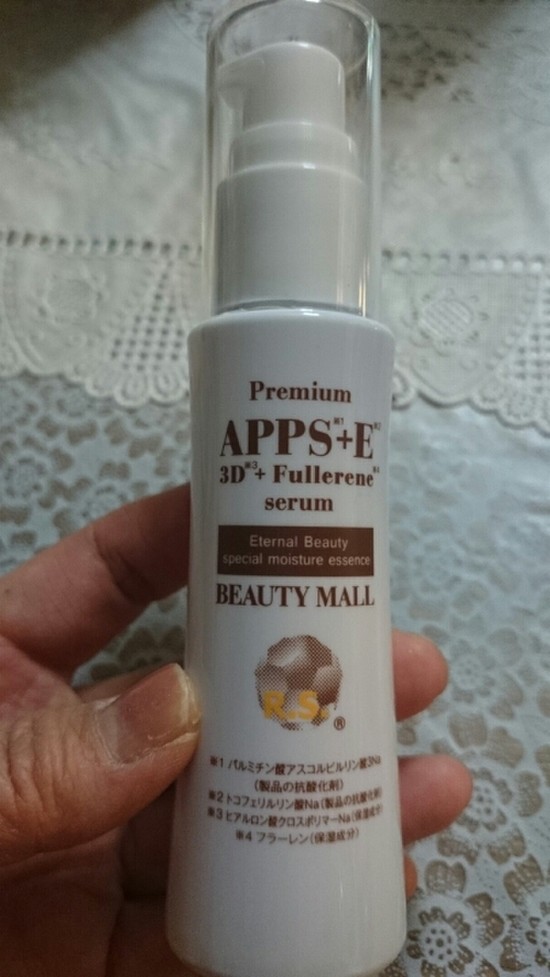 Premium
APPS※1+E※2
3D※3+ Fullerene※4
serum
Eternal Beauty
special moisture essence
BEAUTY MALL
R.S.®
※1 パルミチン酸アスコルビルリン酸3Na
(製品の抗酸化剤)
※2 トコフェリルリン酸Na(製品の抗酸化剤)
※3 ヒアルロン酸クロスポリマーNa(保湿成分)
※4 フラーレン(保湿成分)